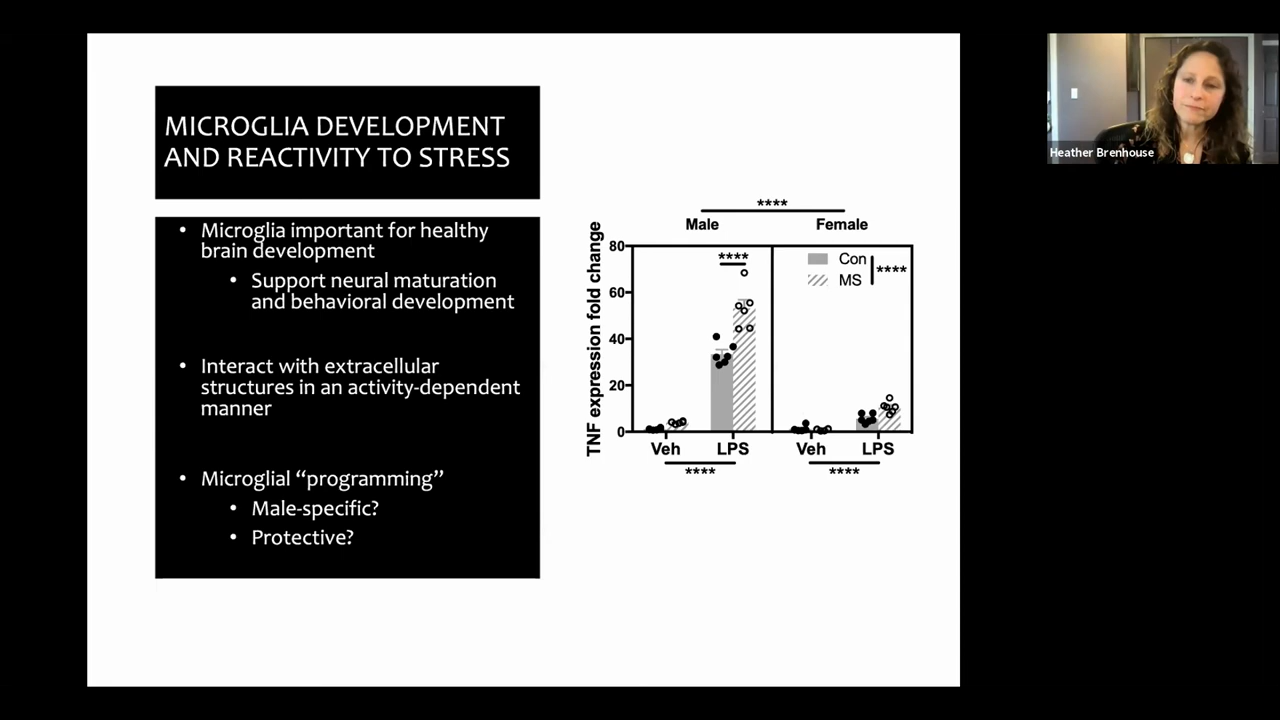 MICROGLIA DEVELOPMENT
AND REACTIVITY TO STRESS
• Microglia important for healthy
brain development
• Support neural maturation
and behavioral development
• Interact with extracellular
structures in an activity-dependent
manner
• Microglial “programming”
• Male-specific?
• Protective?
****
Male
Female
TNF expression fold change
80
60
40
20
0
****
Con
MS
****
Veh
LPS
Veh
LPS
****
****
Heather Brenhouse